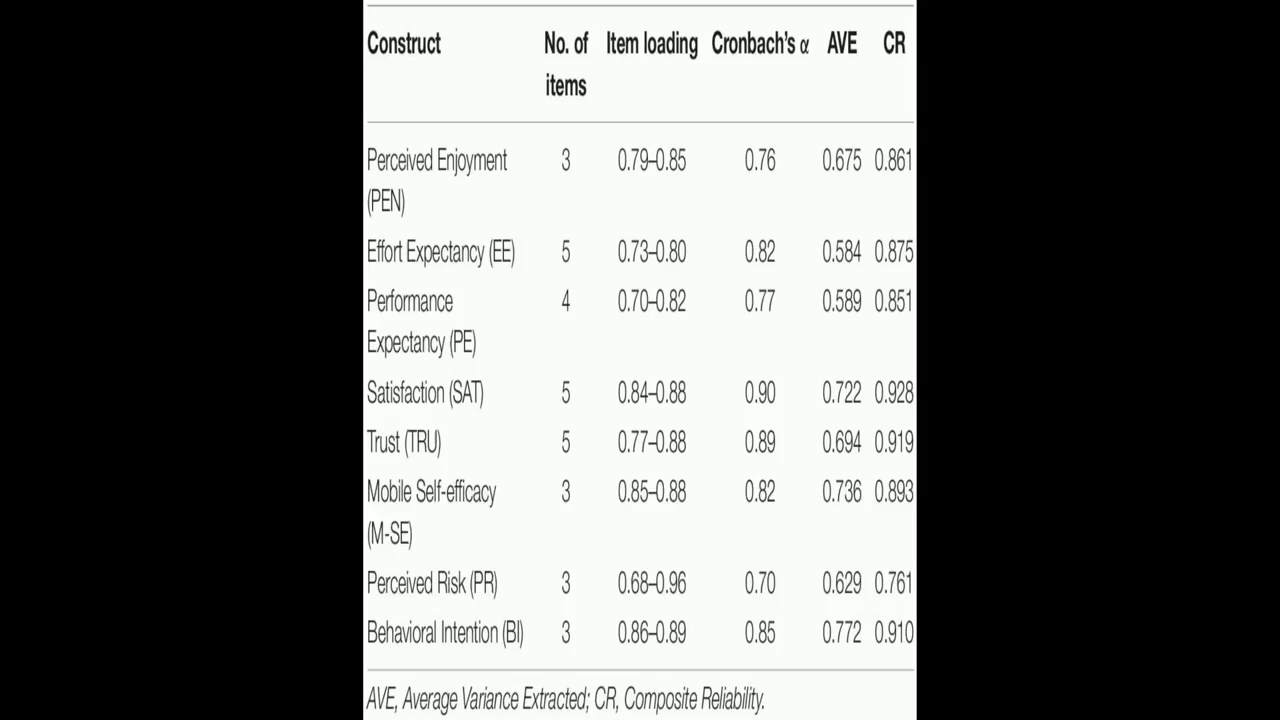 Construct No. of items Item loading Cronbach's α AVE CR
Perceived Enjoyment (PEN) 3 0.79–0.85 0.76 0.675 0.861
Effort Expectancy (EE) 5 0.73–0.80 0.82 0.584 0.875
Performance Expectancy (PE) 4 0.70–0.82 0.77 0.589 0.851
Satisfaction (SAT) 5 0.84–0.88 0.90 0.722 0.928
Trust (TRU) 5 0.77–0.88 0.89 0.694 0.919
Mobile Self-efficacy (M-SE) 3 0.85–0.88 0.82 0.736 0.893
Perceived Risk (PR) 3 0.68–0.96 0.70 0.629 0.761
Behavioral Intention (BI) 3 0.86–0.89 0.85 0.772 0.910
AVE, Average Variance Extracted; CR, Composite Reliability.